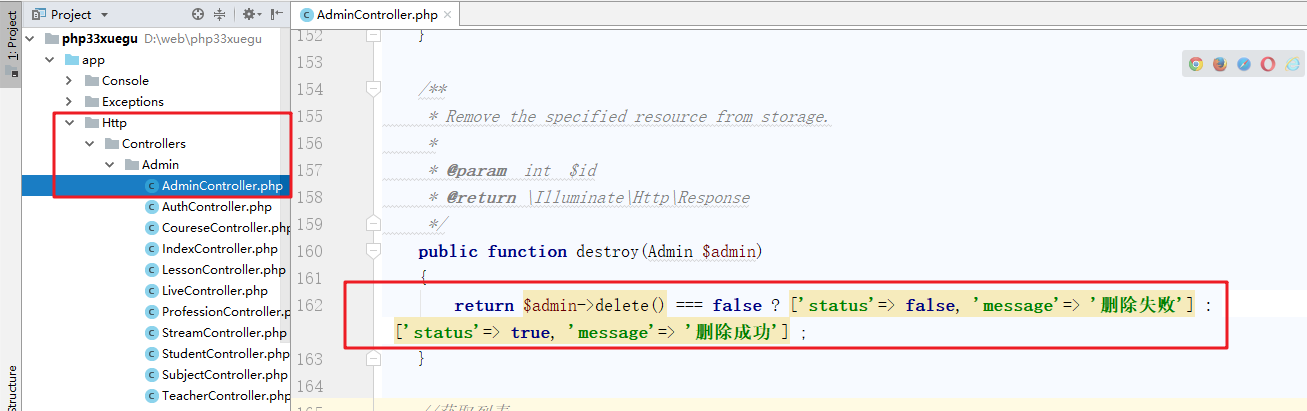 Project
AdminController.php
1: Project
php33xuegu D:\web\php33xuegu
app
Console
Exceptions
Http
Controllers
Admin
AdminController.php
AuthController.php
CoureseController.php
IndexController.php
LessonController.php
LiveController.php
ProfessionController.p
StreamController.php
StudentController.php
SubjectController.php
TeacherController.php
Structure
152 }
153
154 /**
155 * Remove the specified resource from storage.
156 *
157 * @param int $id
158 * @return \Illuminate\Http\Response
159 */
160 public function destroy(Admin $admin)
161 {
162 return $admin->delete() === false ? ['status'=> false, 'message'=> '删除失败'] :
['status'=> true, 'message'=> '删除成功'] ;
163 }
164
165 //获取列表